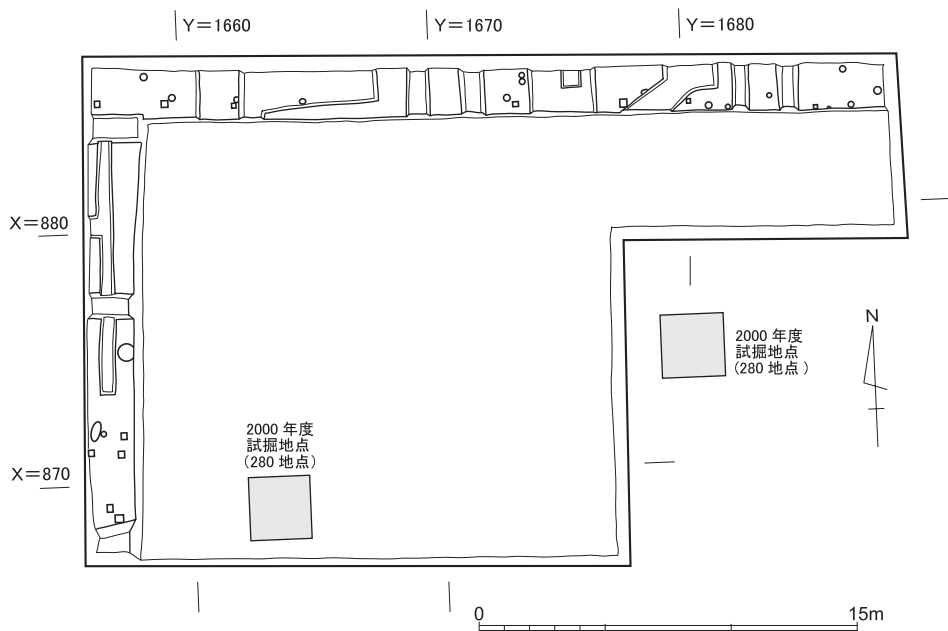 Y＝1660
Y＝1670
Y＝1680
X＝880
N
2000 年度
試掘地点
（280 地点 ）
2000 年度
試掘地点
（280 地点）
X＝870
0
15m